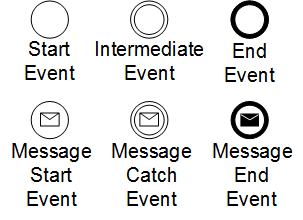 Start Event
Intermediate Event
End Event
Message Start Event
Message Catch Event
Message End Event